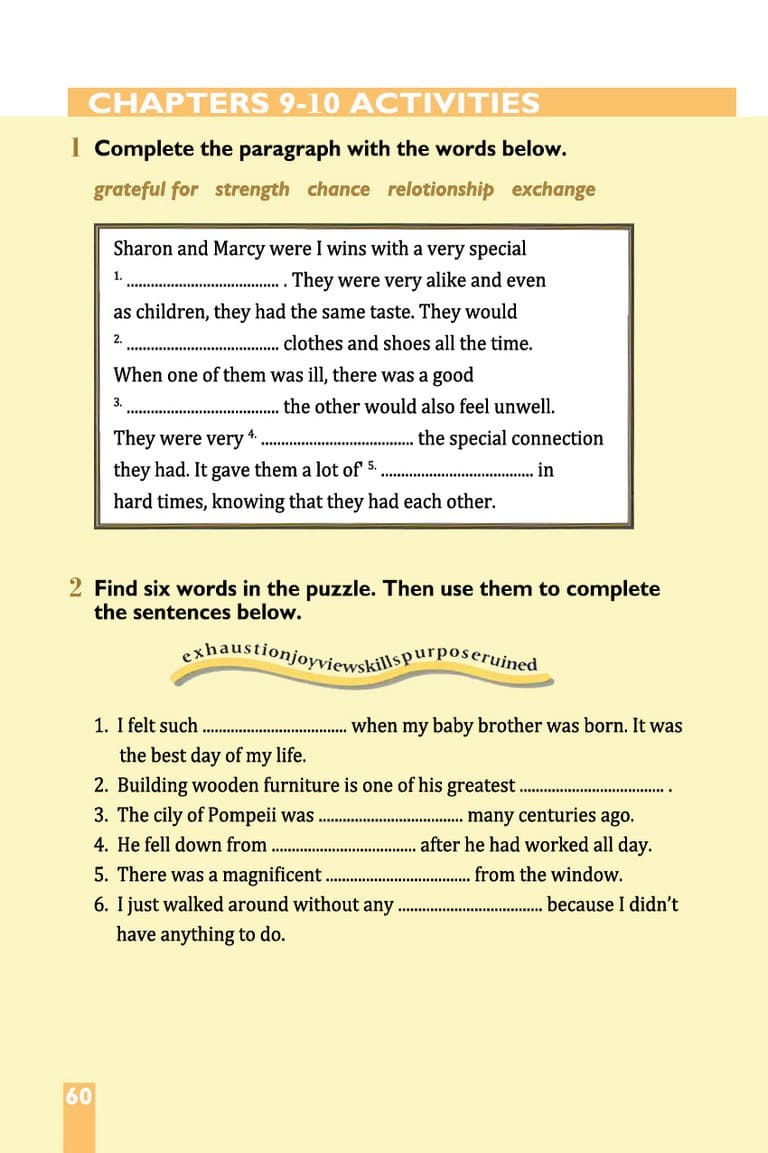 CHAPTERS 9-10 ACTIVITIES
1 Complete the paragraph with the words below.
grateful for strength chance relotionship exchange
Sharon and Marcy were I wins with a very special
1. ...................................... . They were very alike and even
as children, they had the same taste. They would
2. ...................................... clothes and shoes all the time.
When one of them was ill, there was a good
3. ...................................... the other would also feel unwell.
They were very 4. ...................................... the special connection
they had. It gave them a lot of' 5. ...................................... in
hard times, knowing that they had each other.
2 Find six words in the puzzle. Then use them to complete
the sentences below.
exhaustionjoyviewskillspurposeruined
1. I felt such .................................... when my baby brother was born. It was
the best day of my life.
2. Building wooden furniture is one of his greatest .................................... .
3. The cily of Pompeii was .................................... many centuries ago.
4. He fell down from .................................... after he had worked all day.
5. There was a magnificent .................................... from the window.
6. I just walked around without any .................................... because I didn't
have anything to do.
60